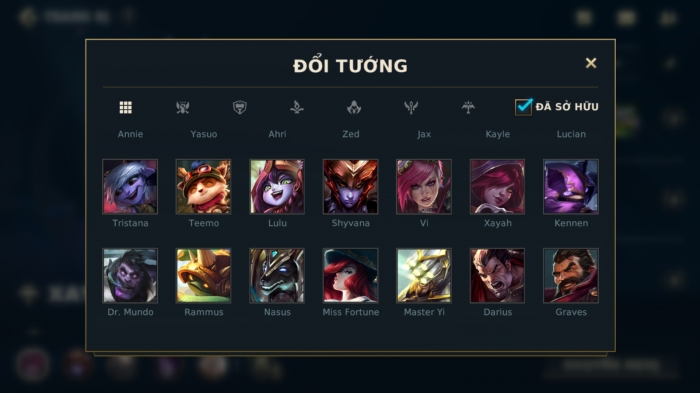 ĐỔI TƯỚNG
ĐÃ SỞ HỮU
Annie Yasuo Ahri Zed Jax Kayle Lucian
Tristana Teemo Lulu Shyvana Vi Xayah Kennen
Dr. Mundo Rammus Nasus Miss Fortune Master Yi Darius Graves